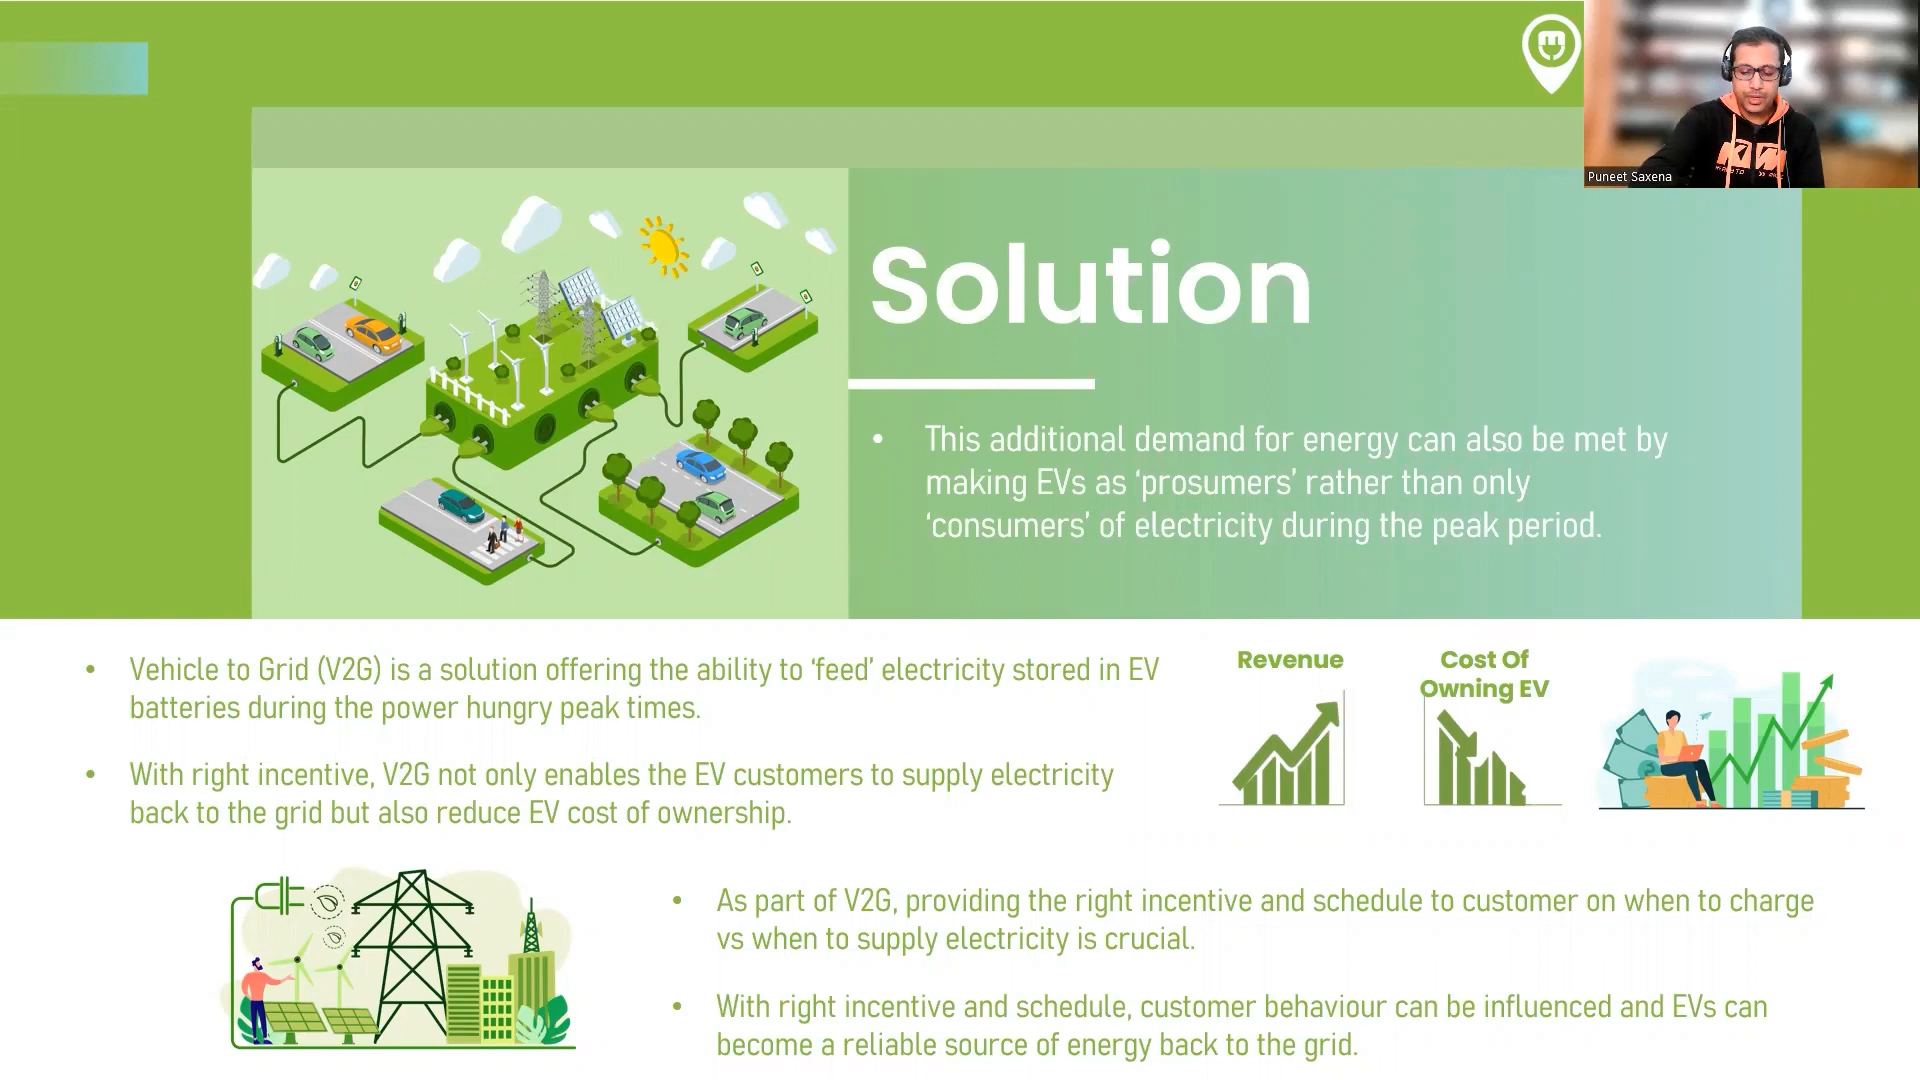 Puneet Saxena
KTM
Solution
• This additional demand for energy can also be met by
making EVs as ‘prosumers’ rather than only
‘consumers’ of electricity during the peak period.
• Vehicle to Grid (V2G) is a solution offering the ability to ‘feed’ electricity stored in EV
batteries during the power hungry peak times.
• With right incentive, V2G not only enables the EV customers to supply electricity
back to the grid but also reduce EV cost of ownership.
Revenue
Cost Of
Owning EV
• As part of V2G, providing the right incentive and schedule to customer on when to charge
vs when to supply electricity is crucial.
• With right incentive and schedule, customer behaviour can be influenced and EVs can
become a reliable source of energy back to the grid.